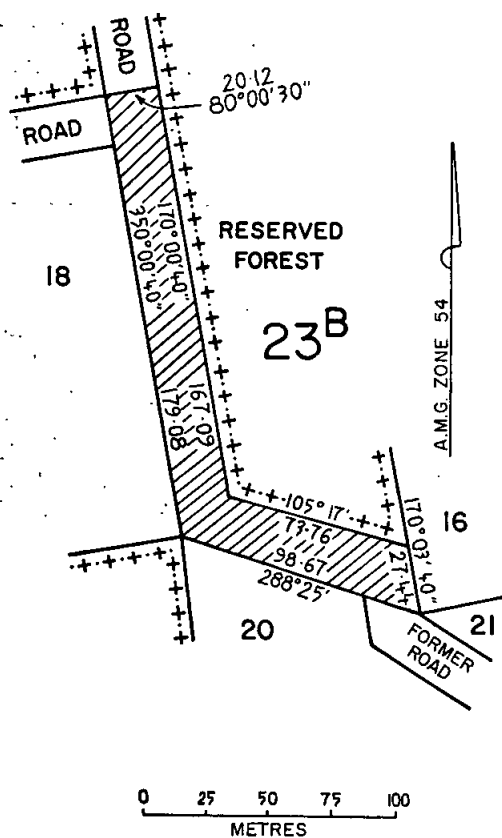 ROAD
20·12
80°00'30"
ROAD
RESERVED
FOREST
18
170°00'40"
350°00'40"
23B
A.M.G. ZONE 54
167·09
179·08
105° 17'
73·76
98·67
288°25'
27·4
170°03'40"
16
20
21
FORMER
ROAD
0 25 50 75 100
METRES